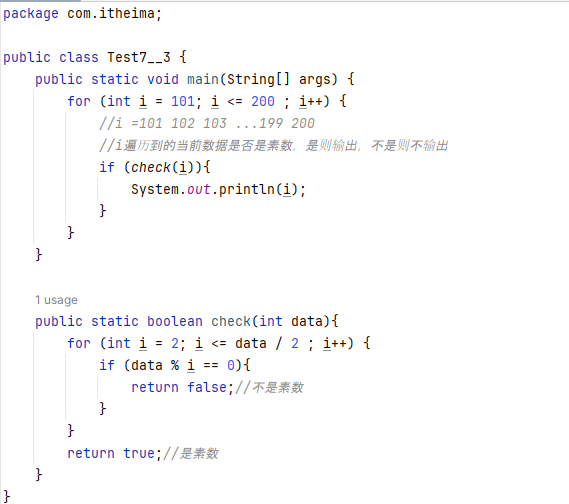 package com.itheima;
public class Test7__3 {
public static void main(String[] args) {
for (int i = 101; i <= 200 ; i++) {
//i =101 102 103 ...199 200
//i遍历到的当前数据是否是素数，是则输出，不是则不输出
if (check(i)){
System.out.println(i);
}
}
}
1 usage
public static boolean check(int data){
for (int i = 2; i <= data / 2 ; i++) {
if (data % i == 0){
return false;//不是素数
}
}
return true;//是素数
}
}